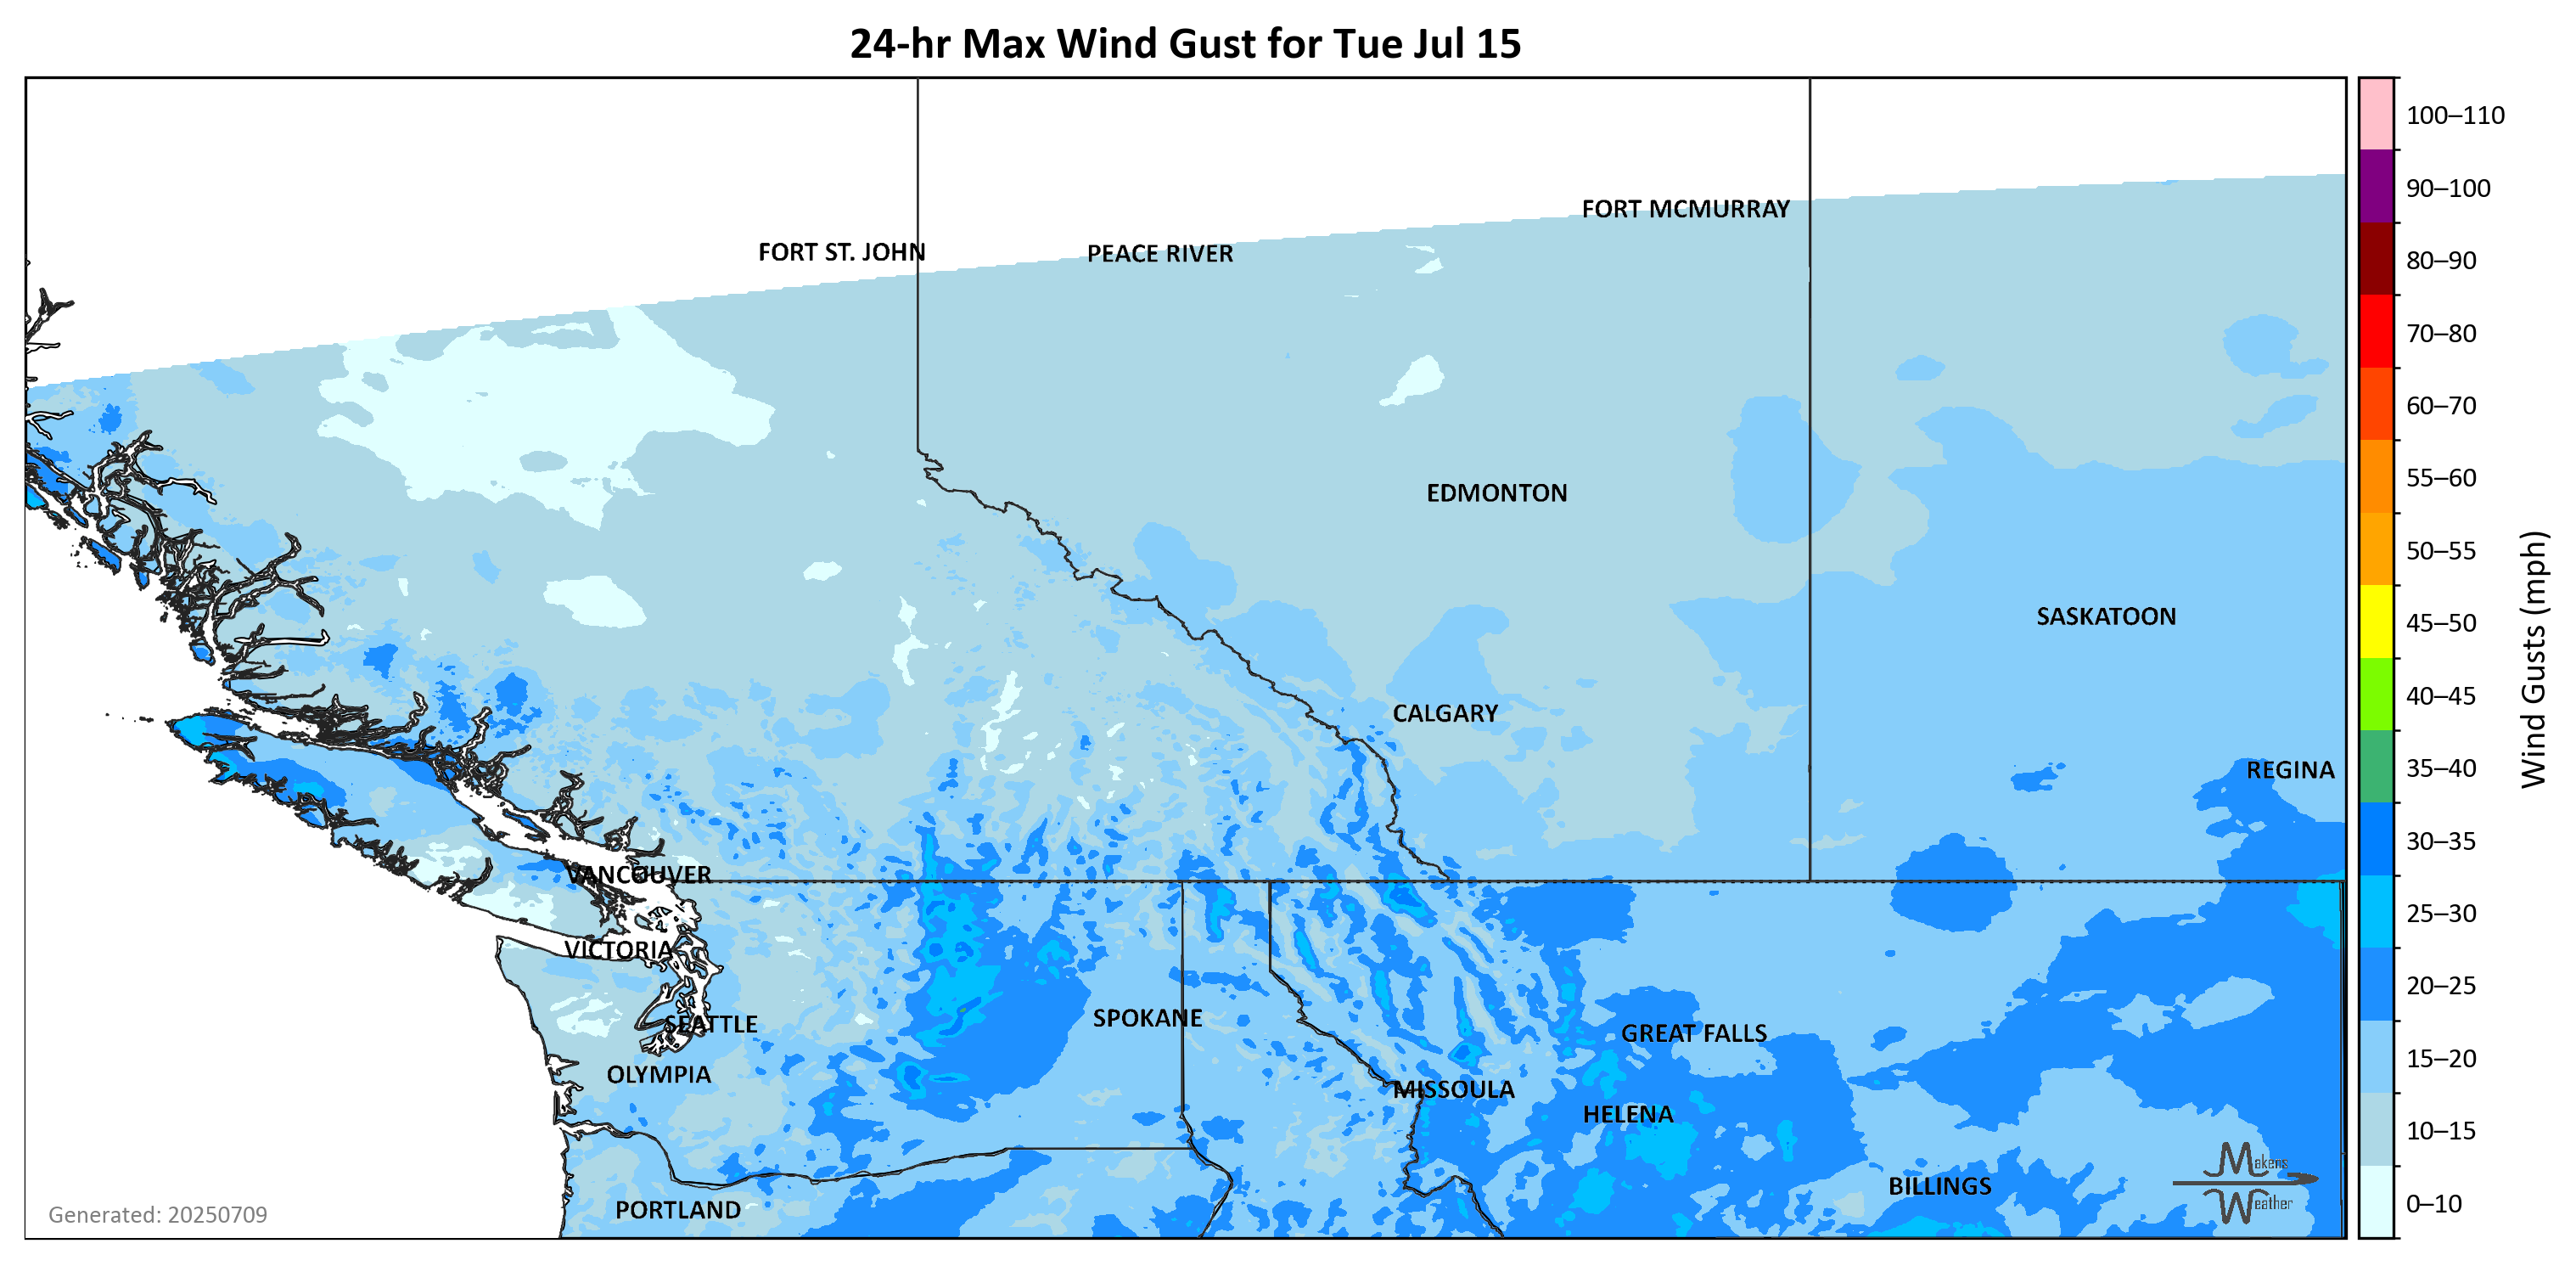 24-hr Max Wind Gust for Tue Jul 15
100–110
90–100
80–90
70–80
60–70
55–60
50–55
45–50
40–45
35–40
30–35
25–30
20–25
15–20
10–15
0–10
Wind Gusts (mph)
FORT MCMURRAY
FORT ST. JOHN
PEACE RIVER
EDMONTON
SASKATOON
CALGARY
REGINA
VANCOUVER
VICTORIA
SPOKANE
SEATTLE
GREAT FALLS
OLYMPIA
MISSOULA
HELENA
BILLINGS
PORTLAND
Makens
Weather
Generated: 20250709